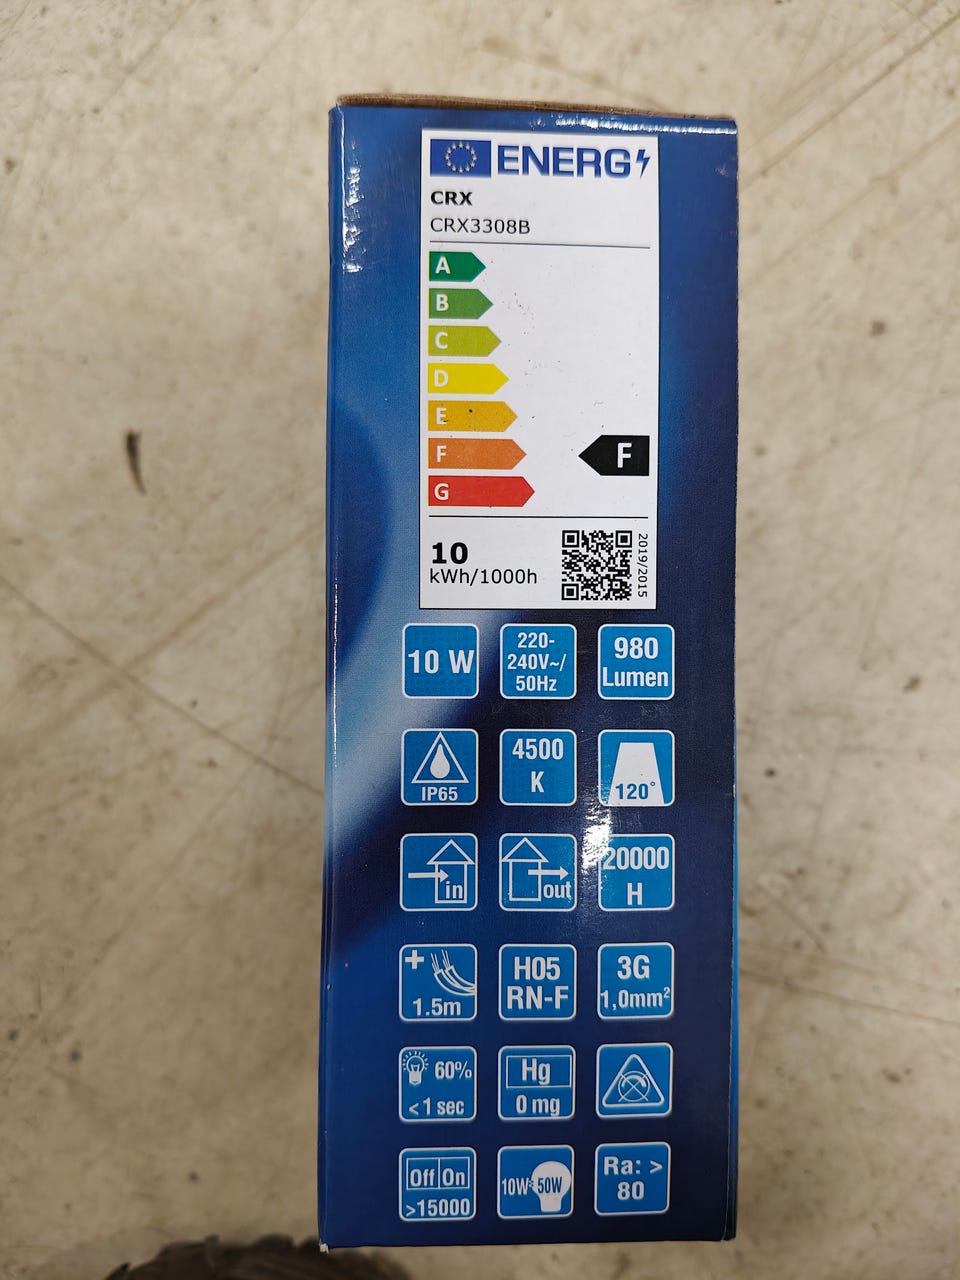 ENERG
CRX
CRX3308B
A
B
C
D
E
F
F
G
10
kWh/1000h
2019/2015
10 W
220-
240V~/
50Hz
980
Lumen
IP65
4500
K
120°
in
out
20000
H
+
1.5m
H05
RN-F
3G
1,0mm²
60%
<1 sec
Hg
0 mg
Off On
>15000
10W≈50W
Ra: >
80